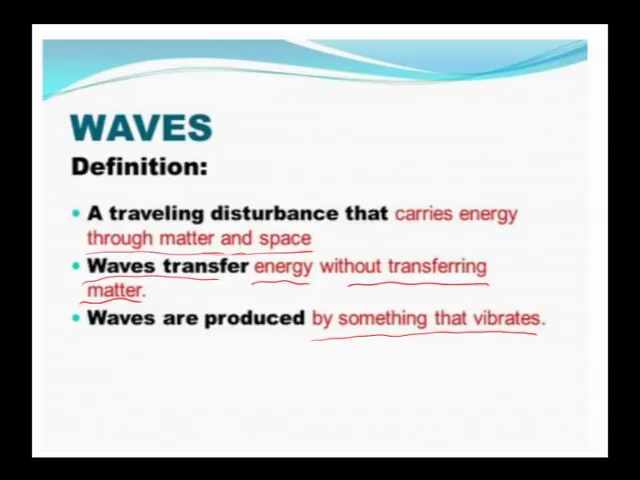 WAVES
Definition:
• A traveling disturbance that carries energy
through matter and space
• Waves transfer energy without transferring
matter.
• Waves are produced by something that vibrates.